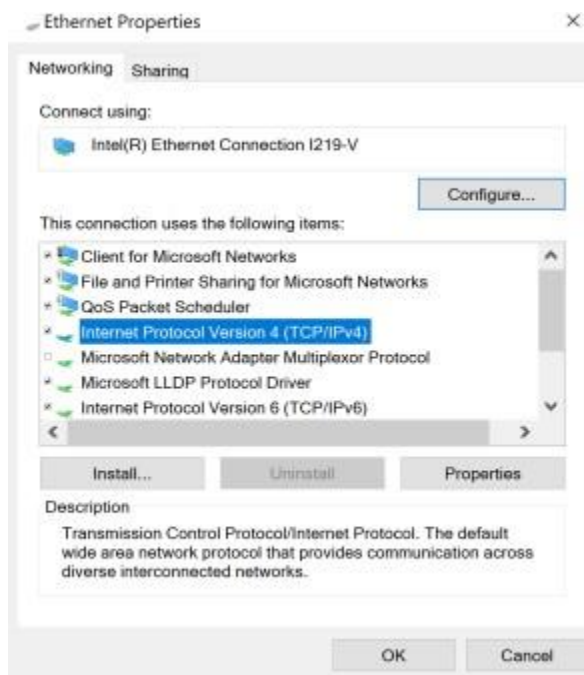 Ethernet Properties
Networking Sharing
Connect using:
Intel(R) Ethernet Connection I219-V
Configure...
This connection uses the following items:
Client for Microsoft Networks
File and Printer Sharing for Microsoft Networks
QoS Packet Scheduler
Internet Protocol Version 4 (TCP/IPv4)
Microsoft Network Adapter Multiplexor Protocol
Microsoft LLDP Protocol Driver
Internet Protocol Version 6 (TCP/IPv6)
Install... Uninstall Properties
Description
Transmission Control Protocol/Internet Protocol. The default
wide area network protocol that provides communication across
diverse interconnected networks.
OK Cancel